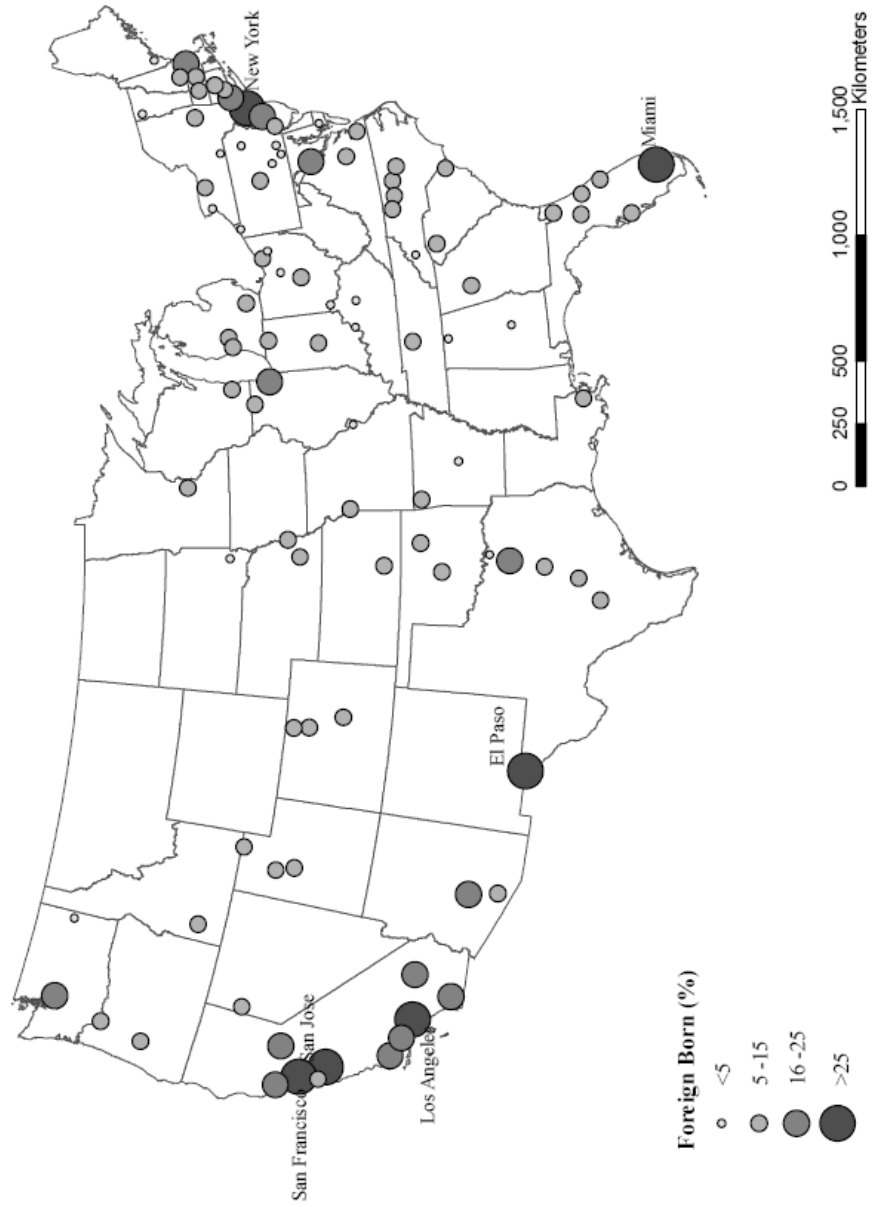 New York
Miami
El Paso
San Francisco
San Jose
Los Angeles
Foreign Born (%)
<5
5 -15
16 -25
>25
0 250 500 1,000 1,500
Kilometers